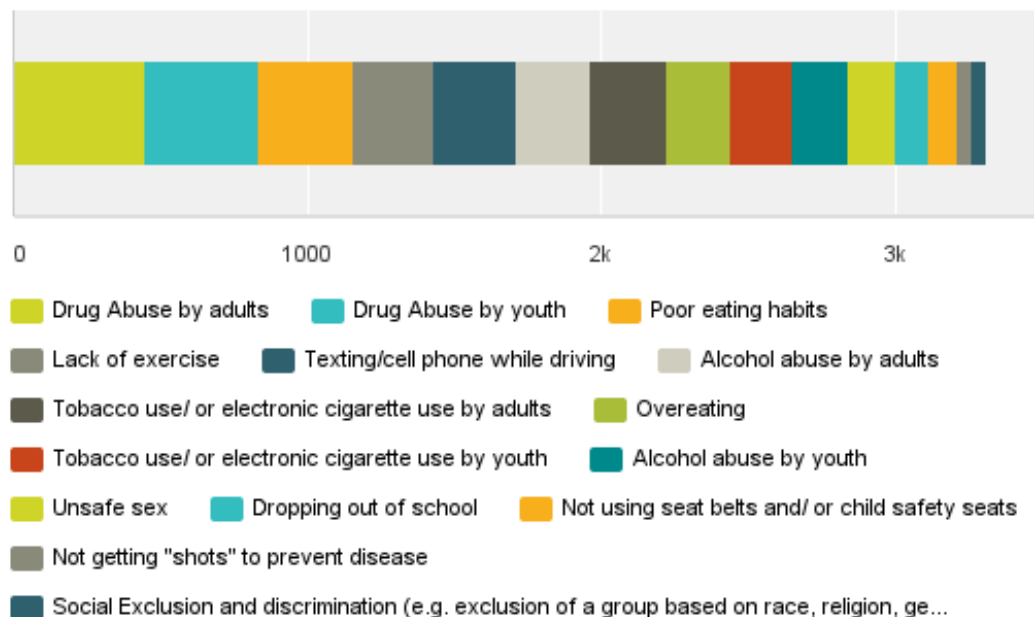 0 1000 2k 3k
Drug Abuse by adults Drug Abuse by youth Poor eating habits
Lack of exercise Texting/cell phone while driving Alcohol abuse by adults
Tobacco use/ or electronic cigarette use by adults Overeating
Tobacco use/ or electronic cigarette use by youth Alcohol abuse by youth
Unsafe sex Dropping out of school Not using seat belts and/ or child safety seats
Not getting "shots" to prevent disease
Social Exclusion and discrimination (e.g. exclusion of a group based on race, religion, ge...